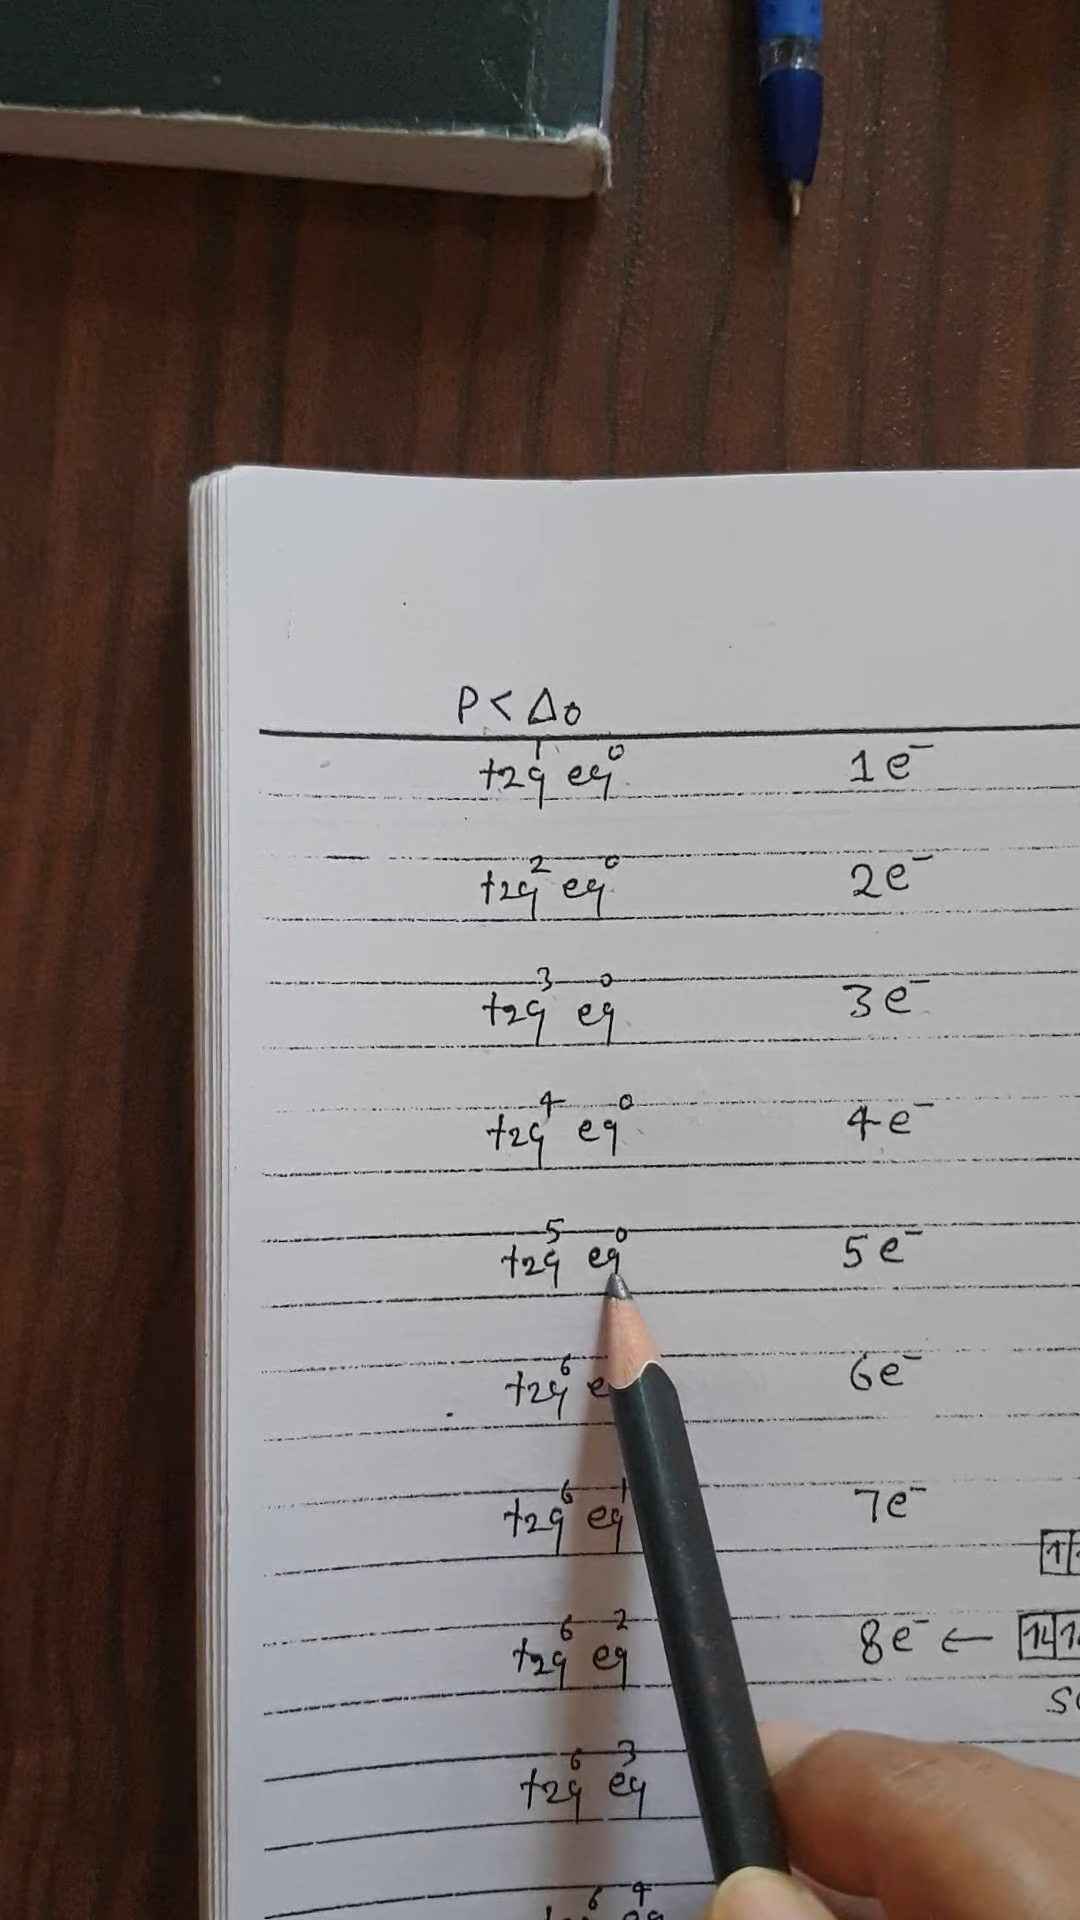 P < Δo
t2g¹ eg⁰ 1e⁻
t2g² eg⁰ 2e⁻
t2g³ eg⁰ 3e⁻
t2g⁴ eg⁰ 4e⁻
t2g⁵ eg⁰ 5e⁻
t2g⁶ e 6e⁻
t2g⁶ eg¹ 7e⁻
t2g⁶ eg² 8e⁻ ←
t2g⁶ eg³